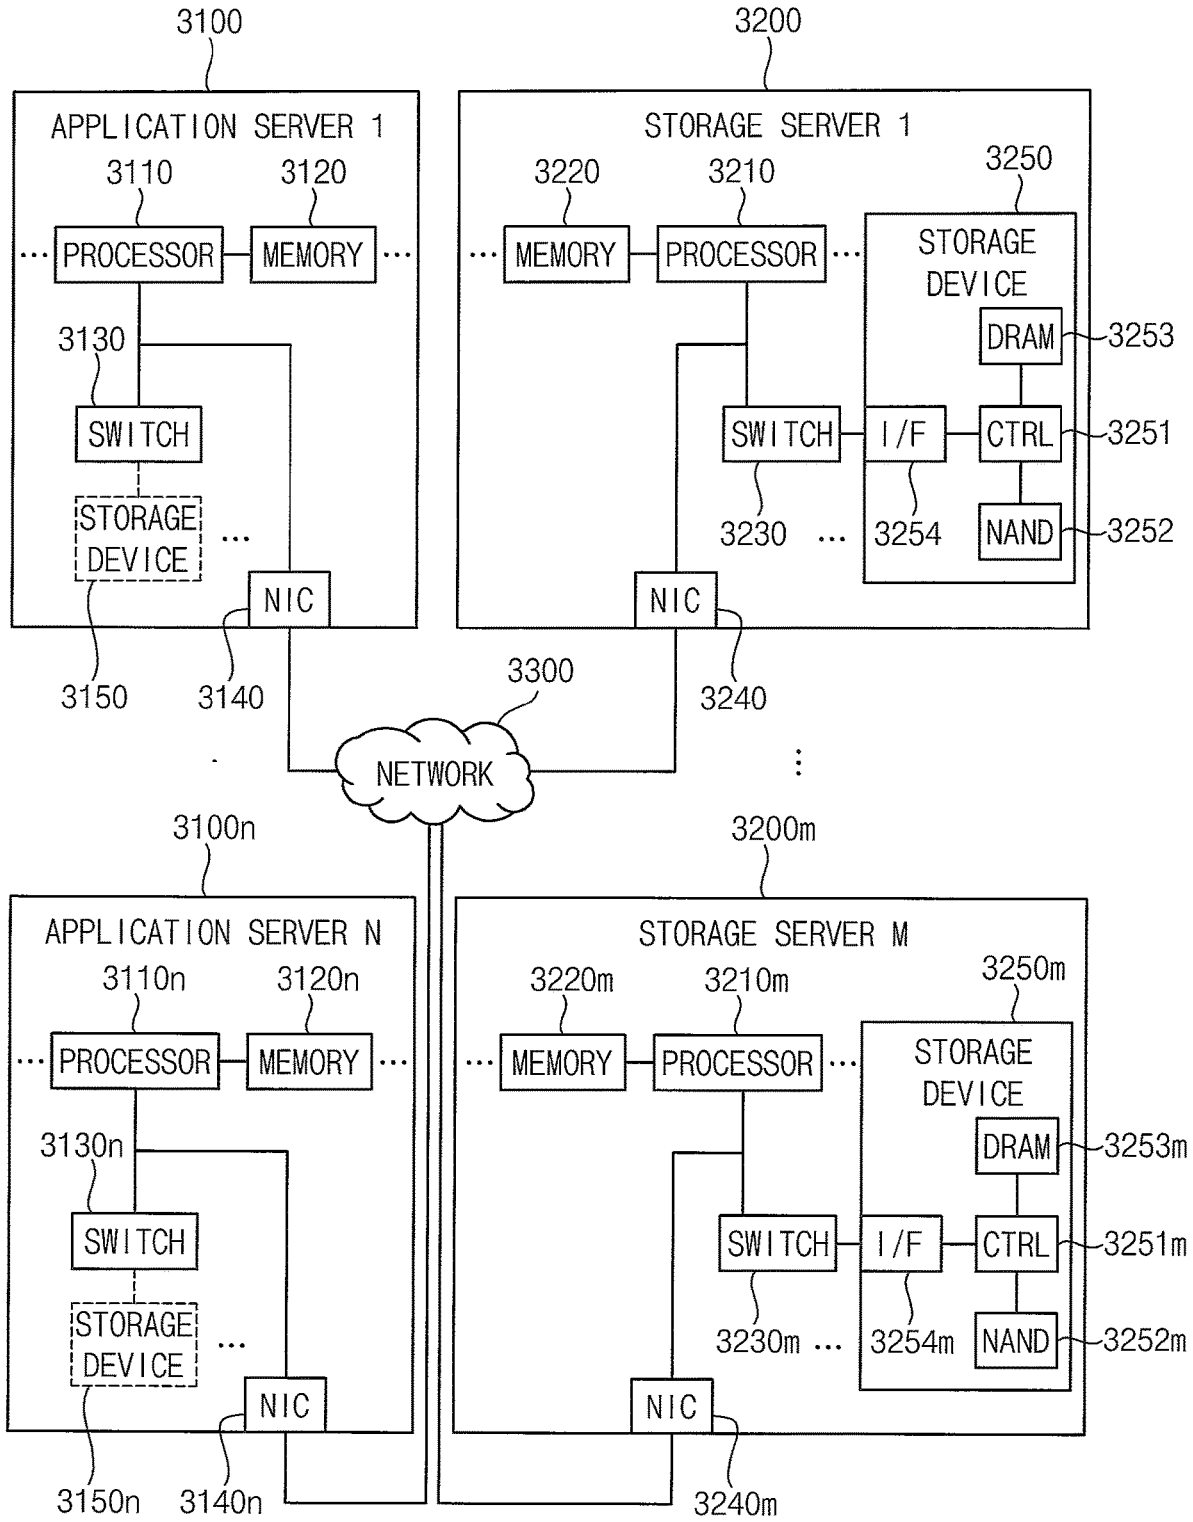 3100
3200
APPLICATION SERVER 1
3110
3120
... PROCESSOR MEMORY ...
3130
SWITCH
STORAGE
DEVICE
...
NIC
3150
3140
STORAGE SERVER 1
3220
3210
3250
... MEMORY PROCESSOR ...
STORAGE
DEVICE
DRAM
3253
SWITCH
I/F
CTRL
3251
3230
...
3254
NAND
3252
NIC
3240
3300
NETWORK
3100n
3200m
APPLICATION SERVER N
3110n
3120n
... PROCESSOR MEMORY ...
3130n
SWITCH
STORAGE
DEVICE
...
NIC
3150n
3140n
STORAGE SERVER M
3220m
3210m
3250m
... MEMORY PROCESSOR ...
STORAGE
DEVICE
DRAM
3253m
SWITCH
I/F
CTRL
3251m
3230m
...
3254m
NAND
3252m
NIC
3240m